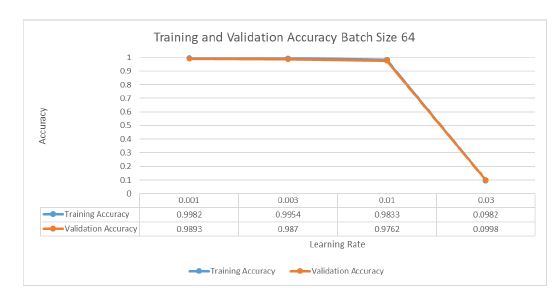 Training and Validation Accuracy Batch Size 64
Accuracy
1
0.9
0.8
0.7
0.6
0.5
0.4
0.3
0.2
0.1
0
0.001 0.003 0.01 0.03
Training Accuracy 0.9982 0.9954 0.9833 0.0982
Validation Accuracy 0.9893 0.987 0.9762 0.0998
Learning Rate
Training Accuracy Validation Accuracy